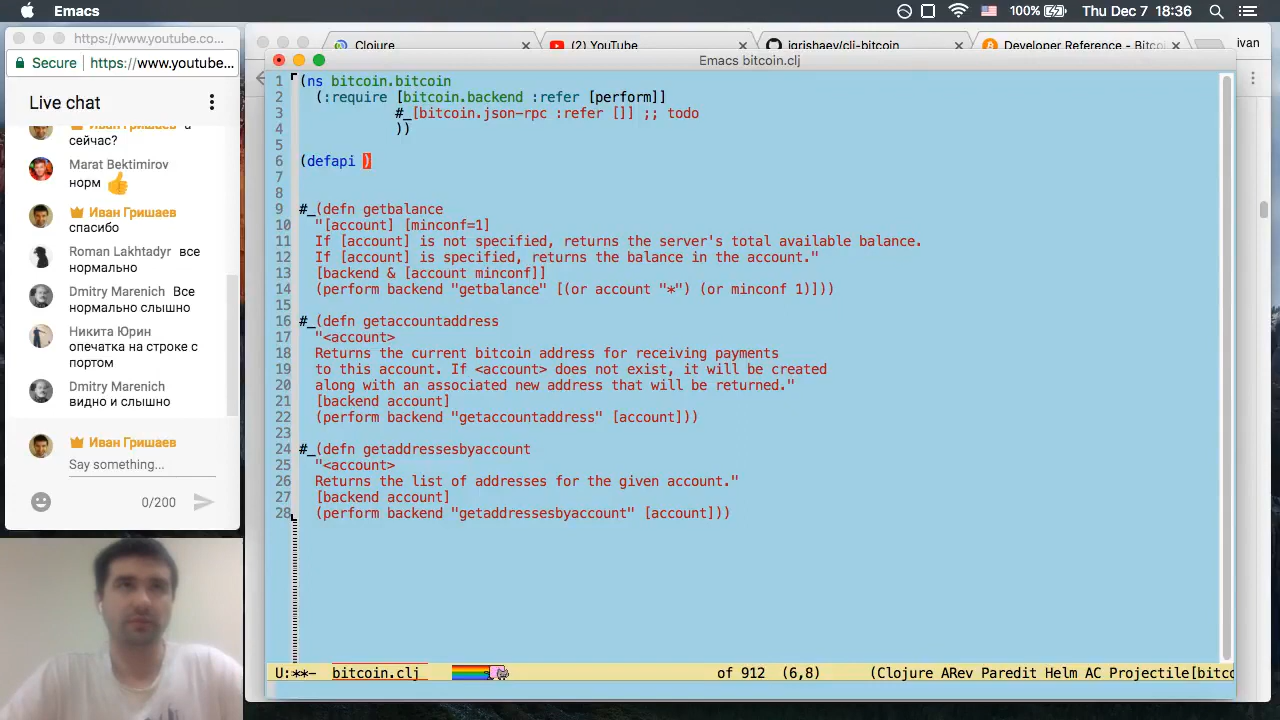 Emacs
100%
Thu Dec 7 18:36
https://www.youtube.co...
Secure
https://www.youtube...
Live chat
Иван Гришаев а
сейчас?
Marat Bektimirov
норм
Иван Гришаев
спасибо
Roman Lakhtadyr все
нормально
Dmitry Marenich Все
нормально слышно
Никита Юрин
опечатка на строке с
портом
Dmitry Marenich
видно и слышно
Иван Гришаев
Say something...
0/200
Clojure
(2) YouTube
igrishaev/clj-bitcoin
Developer Reference - Bitcoi
ivan
Emacs bitcoin.clj
1 (ns bitcoin.bitcoin
2 (:require [bitcoin.backend :refer [perform]]
3 #_[bitcoin.json-rpc :refer []] ;; todo
4 ))
5
6 (defapi )
7
8
9 #_(defn getbalance
10 "[account] [minconf=1]
11 If [account] is not specified, returns the server's total available balance.
12 If [account] is specified, returns the balance in the account."
13 [backend & [account minconf]]
14 (perform backend "getbalance" [(or account "*") (or minconf 1)]))
15
16 #_(defn getaccountaddress
17 "<account>
18 Returns the current bitcoin address for receiving payments
19 to this account. If <account> does not exist, it will be created
20 along with an associated new address that will be returned."
21 [backend account]
22 (perform backend "getaccountaddress" [account]))
23
24 #_(defn getaddressesbyaccount
25 "<account>
26 Returns the list of addresses for the given account."
27 [backend account]
28 (perform backend "getaddressesbyaccount" [account]))
U:**- bitcoin.clj of 912 (6,8) (Clojure ARev Paredit Helm AC Projectile[bitco